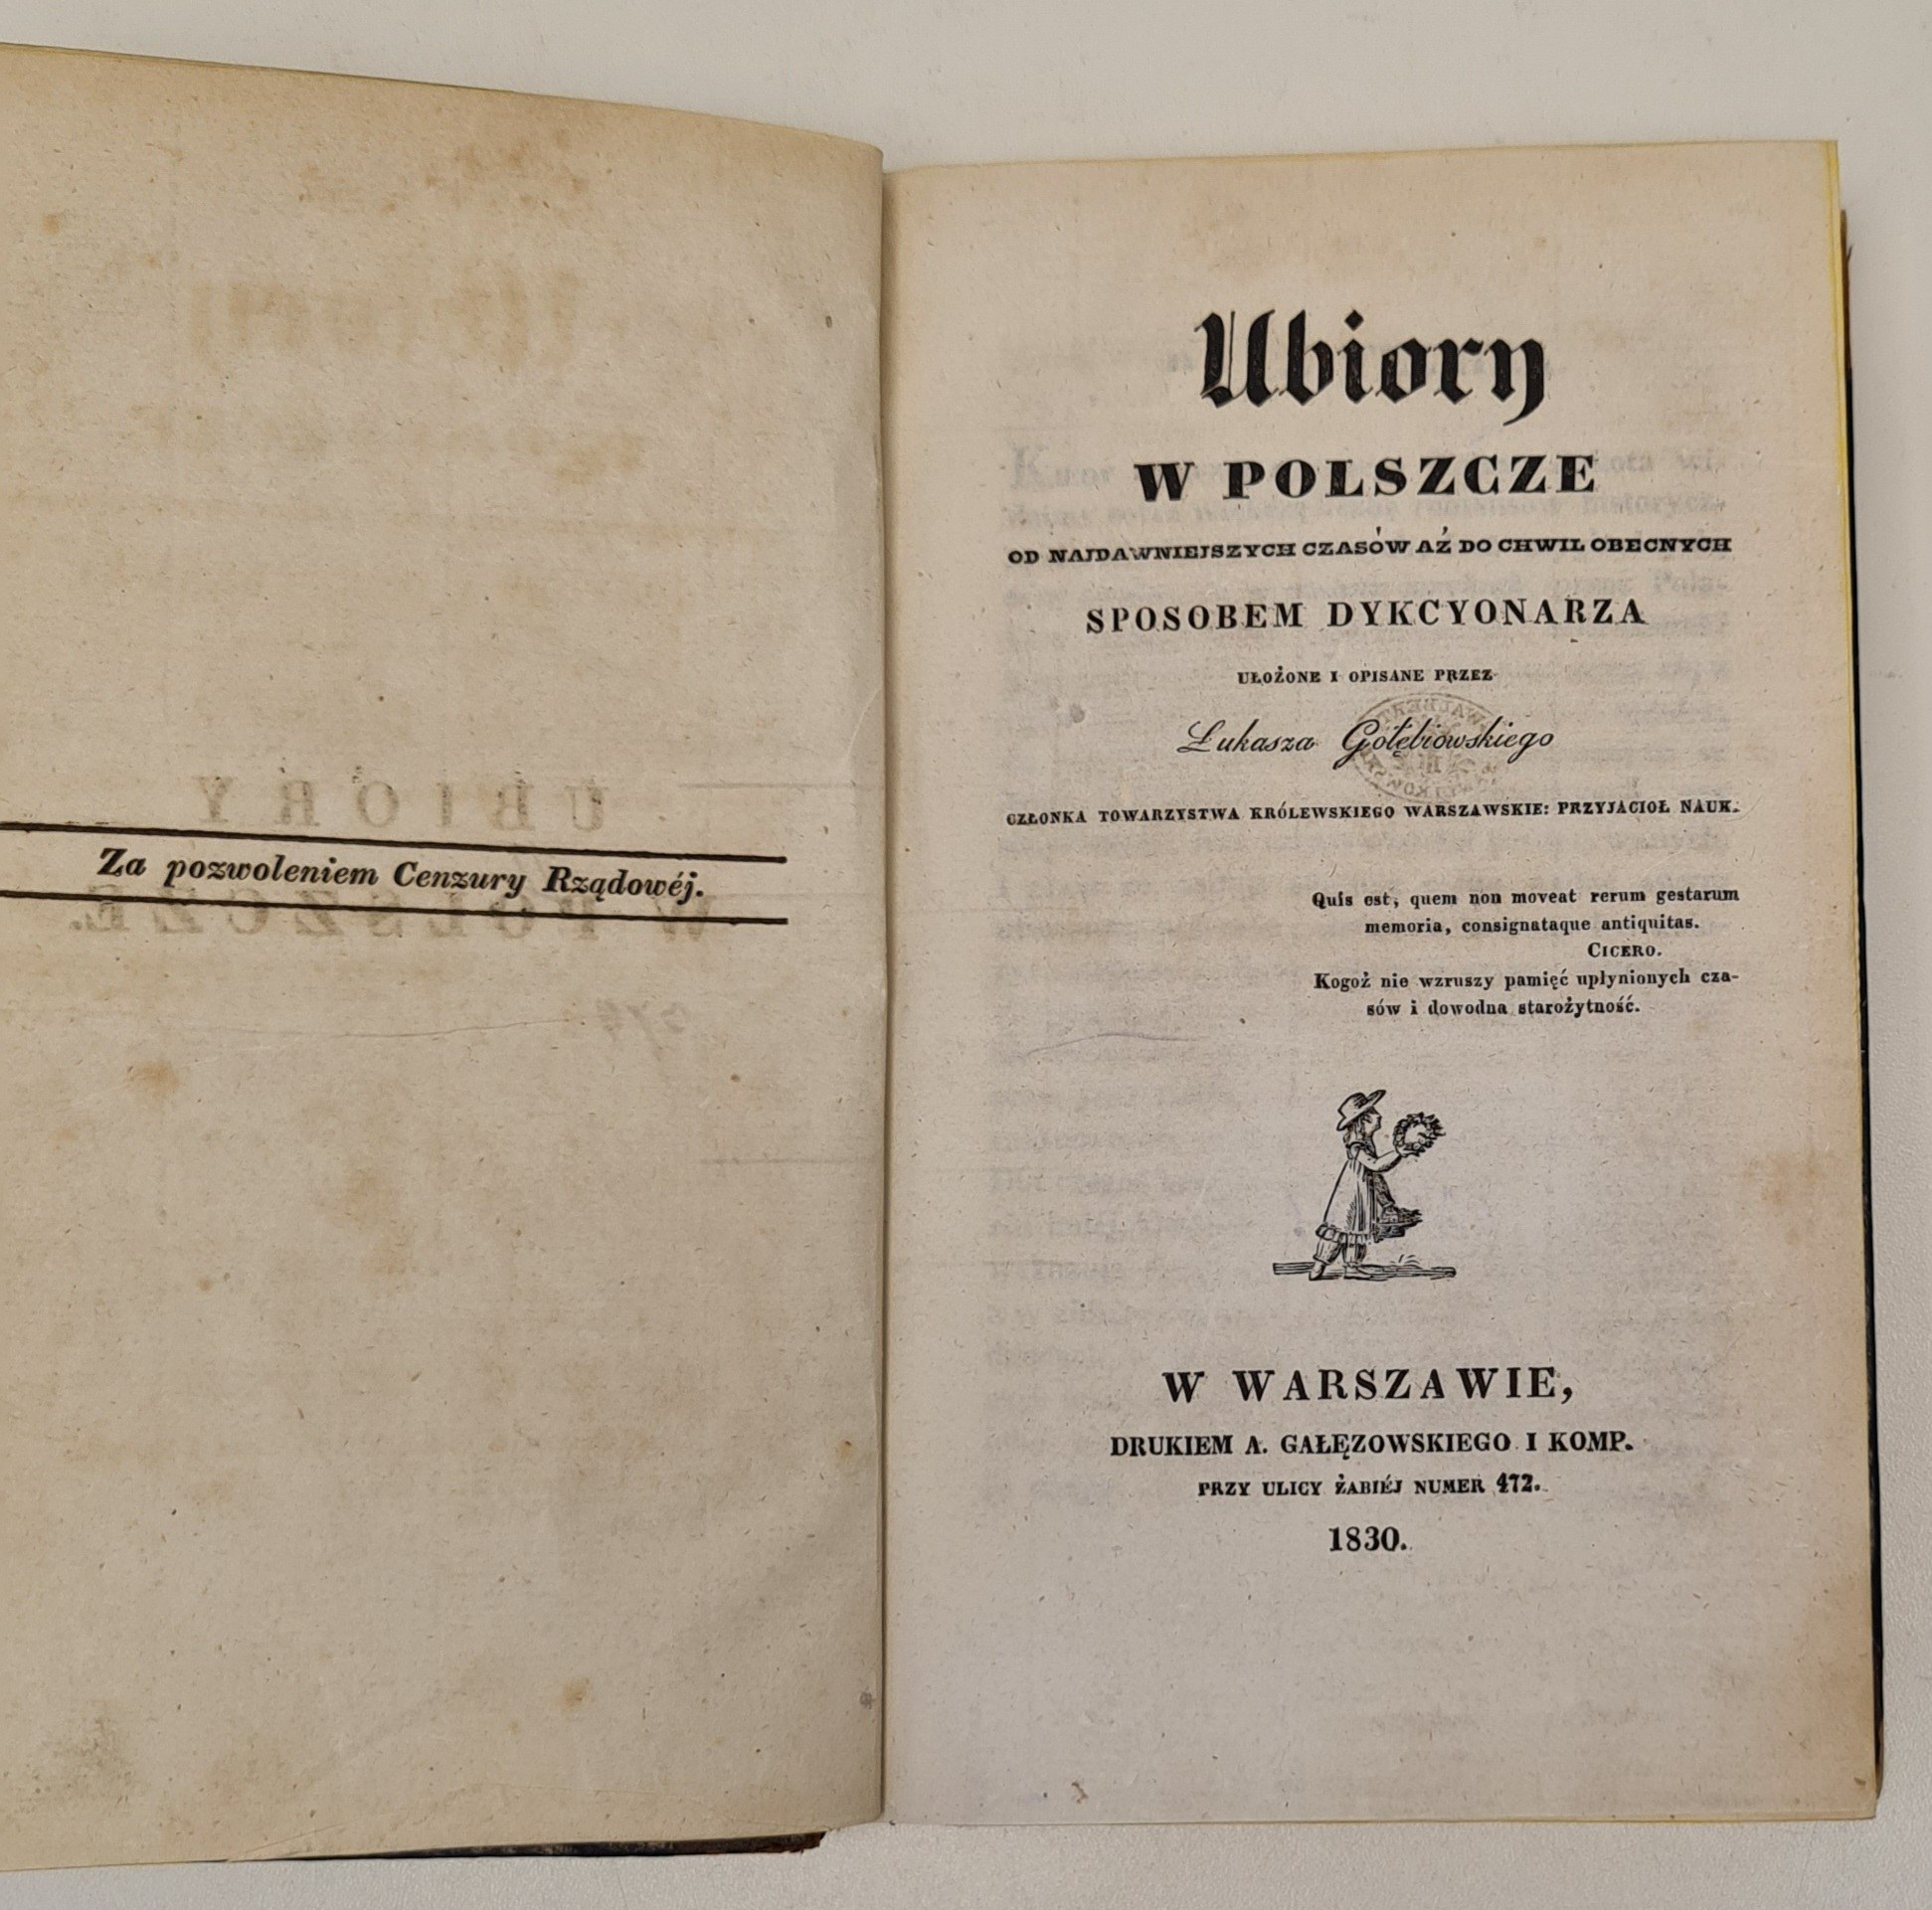 Za pozwoleniem Cenzury Rządowéj.
Ubiory
W POLSZCZE
OD NAJDAWNIEJSZYCH CZASÓW AŻ DO CHWIL OBECNYCH
SPOSOBEM DYKCYONARZA
UŁOŻONE I OPISANE PRZEZ
Łukasza Gołębiowskiego
CZŁONKA TOWARZYSTWA KRÓLEWSKIEGO WARSZAWSKIE: PRZYJACIOŁ NAUK.
Quis est, quem non moveat rerum gestarum
memoria, consignataque antiquitas.
CICERO.
Kogoż nie wzruszy pamięć upłynionych cza-
sów i dowodna starożytność.
W WARSZAWIE,
DRUKIEM A. GAŁĘZOWSKIEGO I KOMP.
PRZY ULICY ŻABIÉJ NUMER 472.
1830.